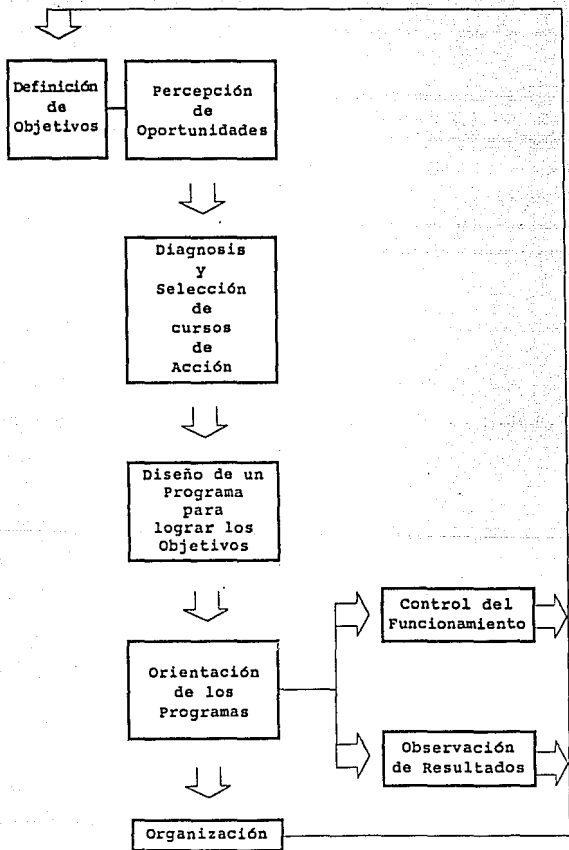 Definición
de
Objetivos
Percepción
de
Oportunidades
Diagnosis
y
Selección
de
cursos
de
Acción
Diseño de un
Programa
para
lograr los
Objetivos
Orientación
de los
Programas
Control del
Funcionamiento
Observación
de Resultados
Organización